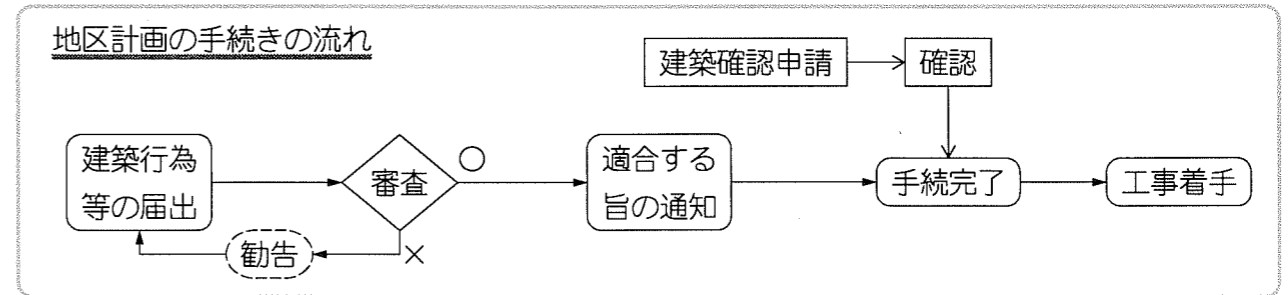 地区計画の手続きの流れ
建築確認申請
確認
建築行為
等の届出
審査
○
適合する
旨の通知
手続完了
工事着手
勧告
×